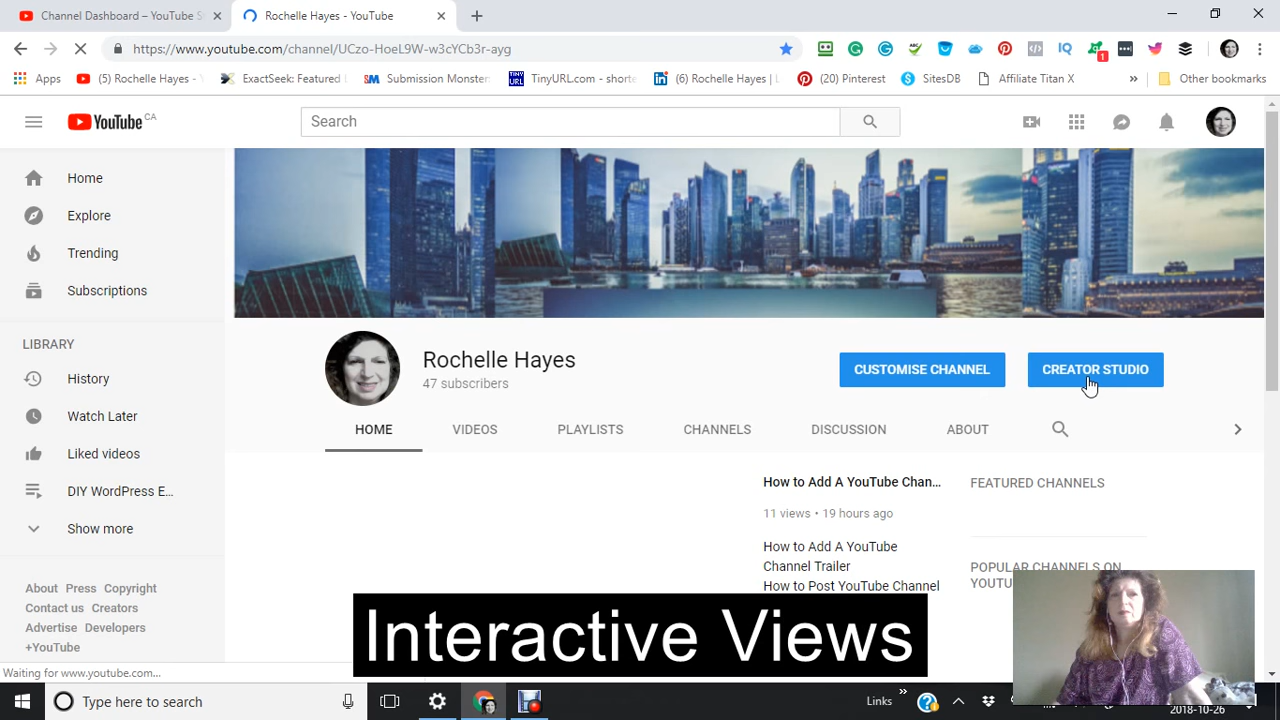 Channel Dashboard – YouTube S
Rochelle Hayes - YouTube
https://www.youtube.com/channel/UCzo-HoeL9W-w3cYCb3r-ayg
ABC
IQ
1
Apps
(5) Rochelle Hayes -
ExactSeek: Featured
SM
Submission Monster
TINY URL
TinyURL.com - shorte
(6) Rochelle Hayes | L
(20) Pinterest
SitesDB
Affiliate Titan X
»
Other bookmarks
YouTube CA
Search
Home
Explore
Trending
Subscriptions
LIBRARY
History
Watch Later
Liked videos
DIY WordPress E...
Show more
About Press Copyright
Contact us Creators
Advertise Developers
+YouTube
Rochelle Hayes
47 subscribers
CUSTOMISE CHANNEL
CREATOR STUDIO
HOME
VIDEOS
PLAYLISTS
CHANNELS
DISCUSSION
ABOUT
How to Add A YouTube Chan...
11 views • 19 hours ago
How to Add A YouTube
Channel Trailer
How to Post YouTube Channel
FEATURED CHANNELS
POPULAR CHANNELS ON
YOUTU
Interactive Views
Waiting for www.youtube.com...
Type here to search
Links
»
2018-10-26